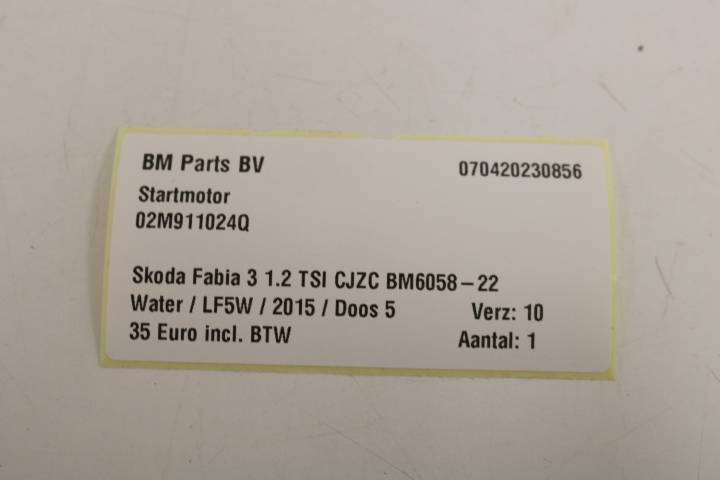 BM Parts BV 070420230856
Startmotor
02M911024Q
Skoda Fabia 3 1.2 TSI CJZC BM6058-22
Water / LF5W / 2015 / Doos 5 Verz: 10
35 Euro incl. BTW Aantal: 1